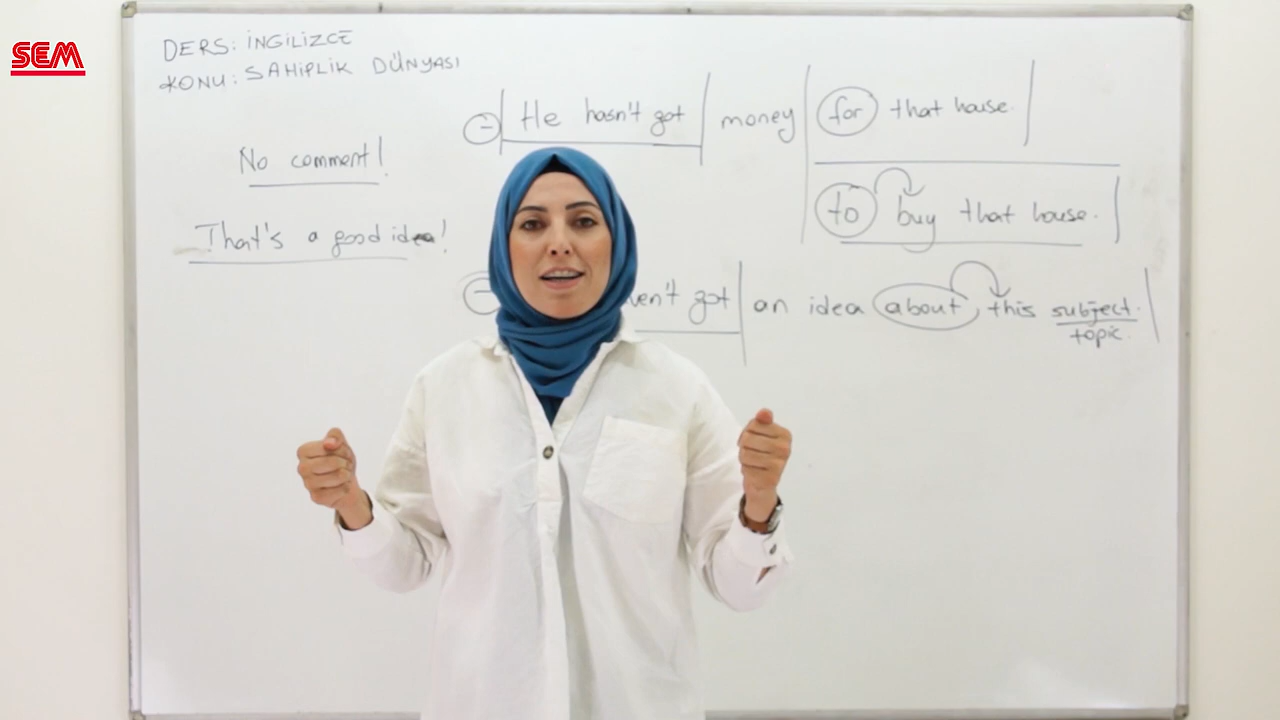 SEM
DERS: İNGİLİZCE
KONU: SAHİPLİK DÜNYASI
No comment!
That's a good idea!
- He hasn't got money for that house.
to buy that house.
- ven't got an idea about this subject.
topic.